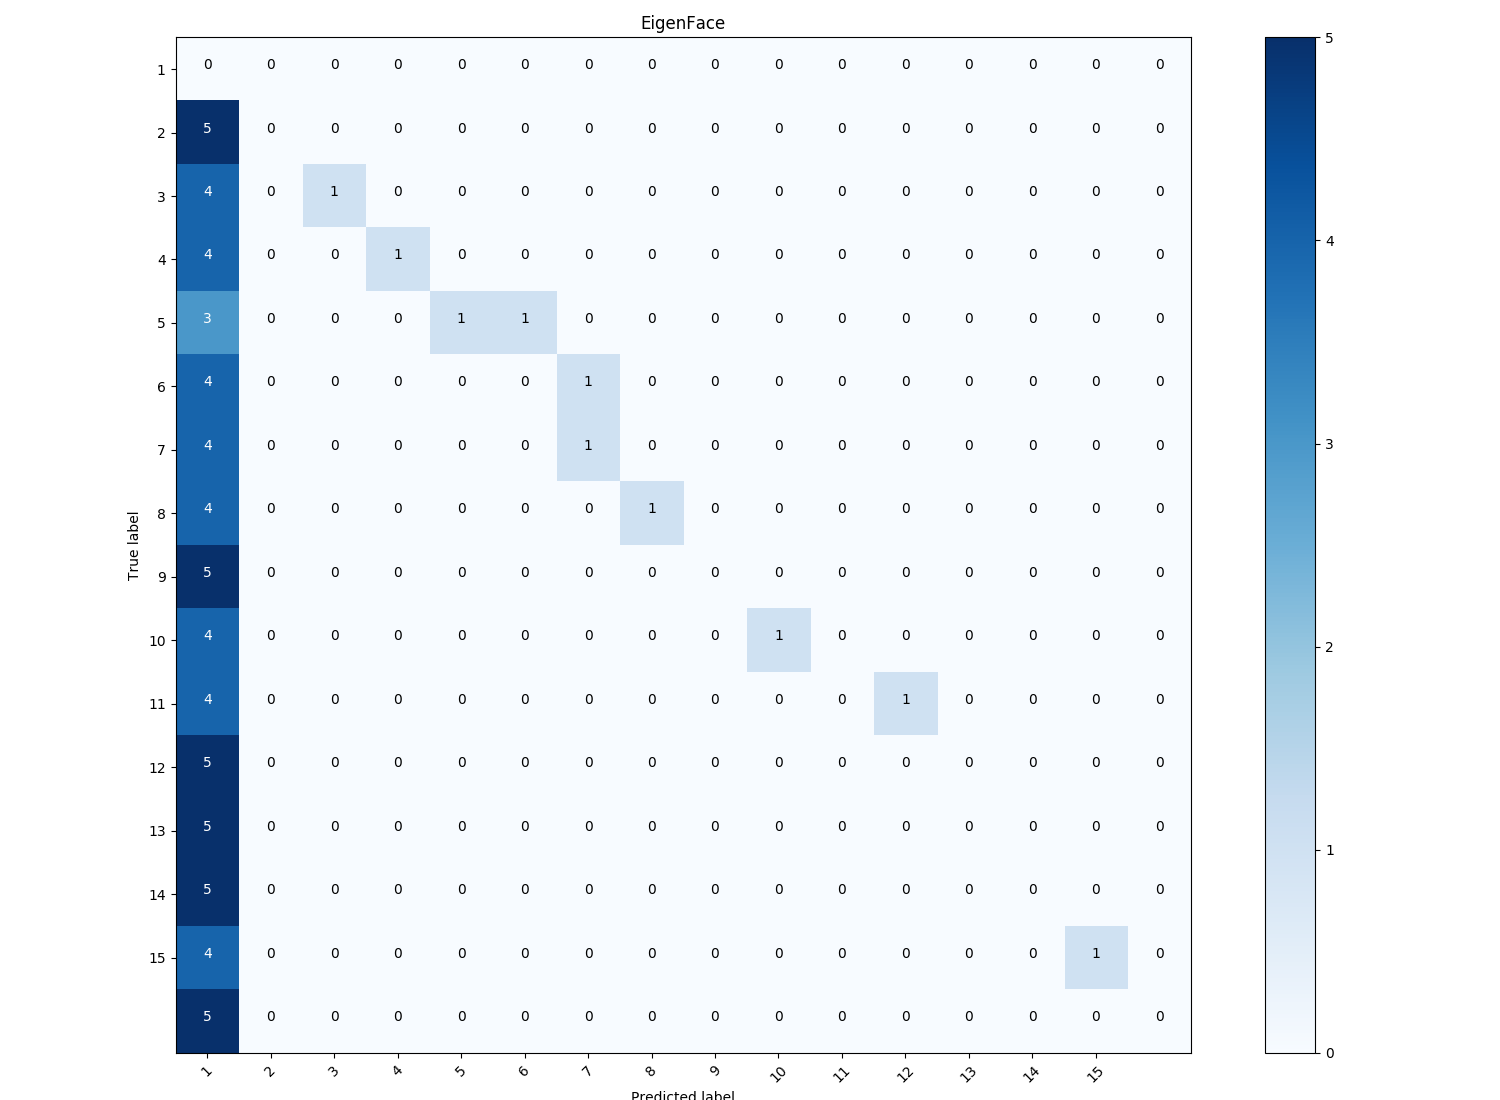 EigenFace
1 0 0 0 0 0 0 0 0 0 0 0 0 0 0 0 0
2 5 0 0 0 0 0 0 0 0 0 0 0 0 0 0 0
3 4 0 1 0 0 0 0 0 0 0 0 0 0 0 0 0
4 4 0 0 1 0 0 0 0 0 0 0 0 0 0 0 0
5 3 0 0 0 1 1 0 0 0 0 0 0 0 0 0 0
6 4 0 0 0 0 0 1 0 0 0 0 0 0 0 0 0
7 4 0 0 0 0 0 1 0 0 0 0 0 0 0 0 0
8 4 0 0 0 0 0 0 1 0 0 0 0 0 0 0 0
9 5 0 0 0 0 0 0 0 0 0 0 0 0 0 0 0
10 4 0 0 0 0 0 0 0 0 1 0 0 0 0 0 0
11 4 0 0 0 0 0 0 0 0 0 0 1 0 0 0 0
12 5 0 0 0 0 0 0 0 0 0 0 0 0 0 0 0
13 5 0 0 0 0 0 0 0 0 0 0 0 0 0 0 0
14 5 0 0 0 0 0 0 0 0 0 0 0 0 0 0 0
15 4 0 0 0 0 0 0 0 0 0 0 0 0 0 1 0
5 0 0 0 0 0 0 0 0 0 0 0 0 0 0 0
1 2 3 4 5 6 7 8 9 10 11 12 13 14 15
True label
Predicted label
5
4
3
2
1
0